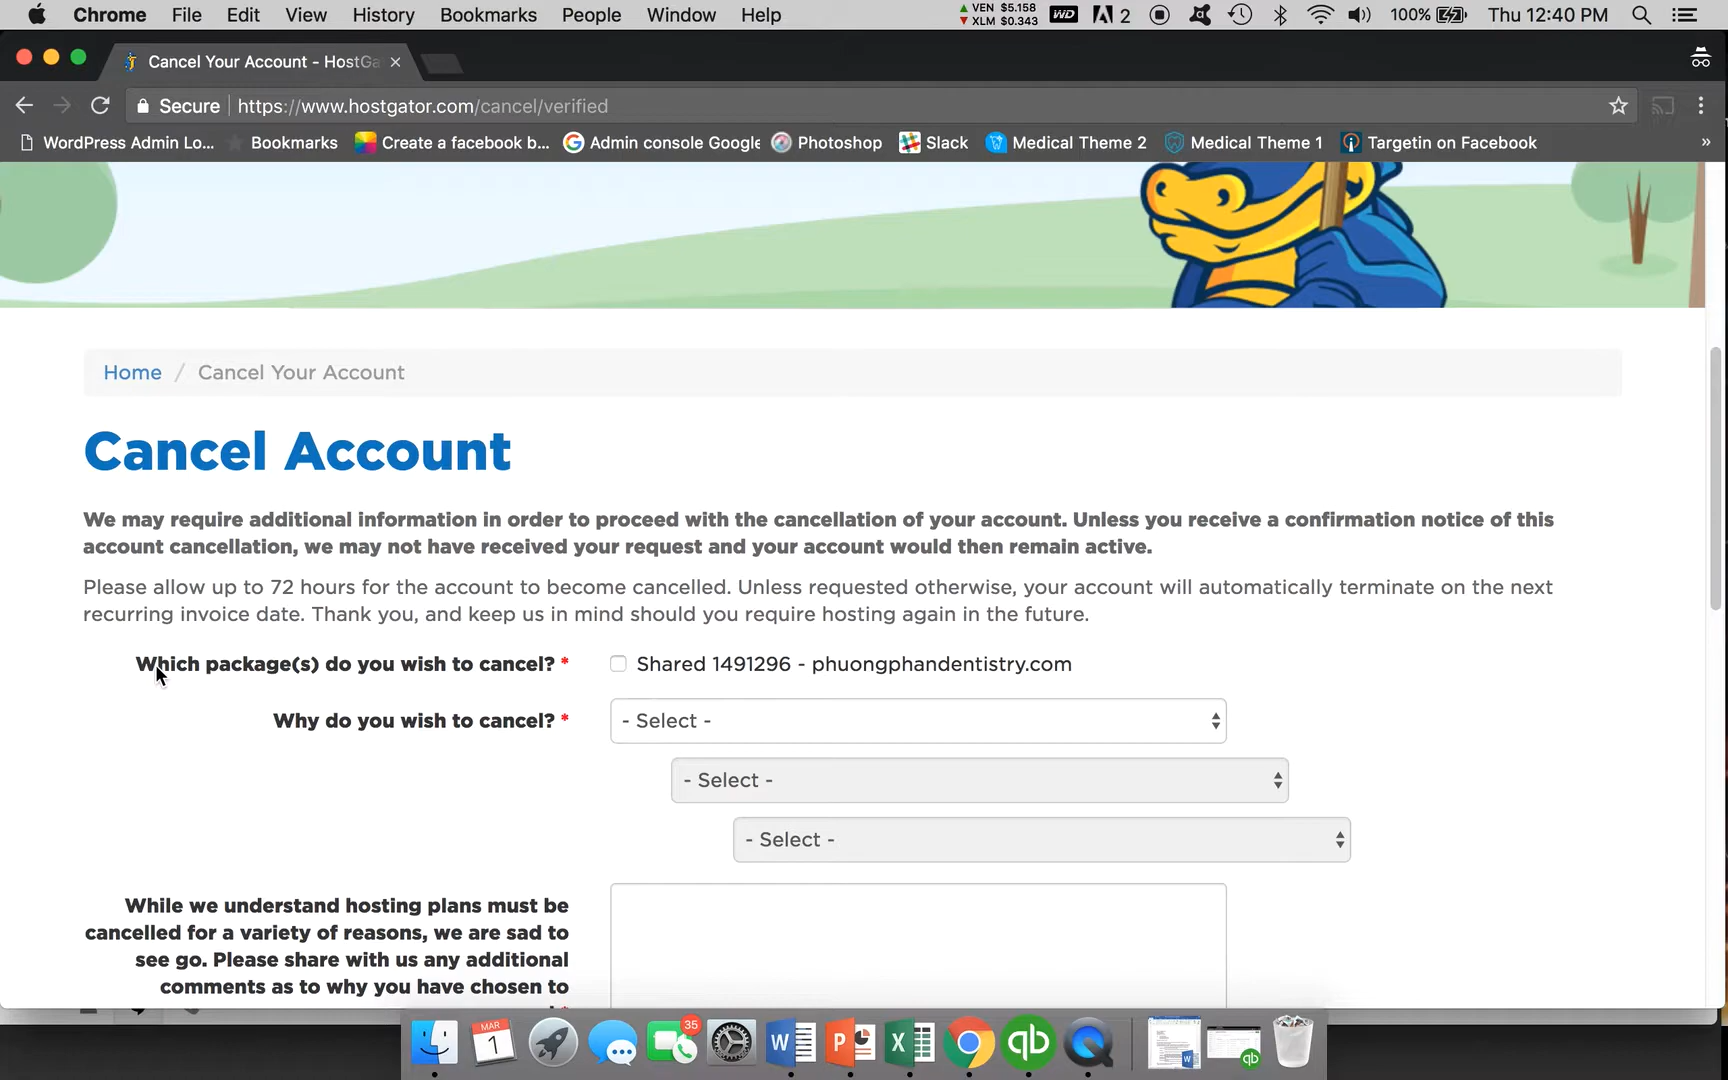 Chrome File Edit View History Bookmarks People Window Help VEN $5.158 XLM $0.343 WD 2 100% Thu 12:40 PM
Cancel Your Account - HostGa
Secure https://www.hostgator.com/cancel/verified
WordPress Admin Lo... Bookmarks Create a facebook b... Admin console Google Photoshop Slack Medical Theme 2 Medical Theme 1 Targetin on Facebook »
Home / Cancel Your Account
Cancel Account
We may require additional information in order to proceed with the cancellation of your account. Unless you receive a confirmation notice of this
account cancellation, we may not have received your request and your account would then remain active.
Please allow up to 72 hours for the account to become cancelled. Unless requested otherwise, your account will automatically terminate on the next
recurring invoice date. Thank you, and keep us in mind should you require hosting again in the future.
Which package(s) do you wish to cancel? * Shared 1491296 - phuongphandentistry.com
Why do you wish to cancel? * - Select -
- Select -
- Select -
While we understand hosting plans must be
cancelled for a variety of reasons, we are sad to
see go. Please share with us any additional
comments as to why you have chosen to
MAR 1 35 W P X qb